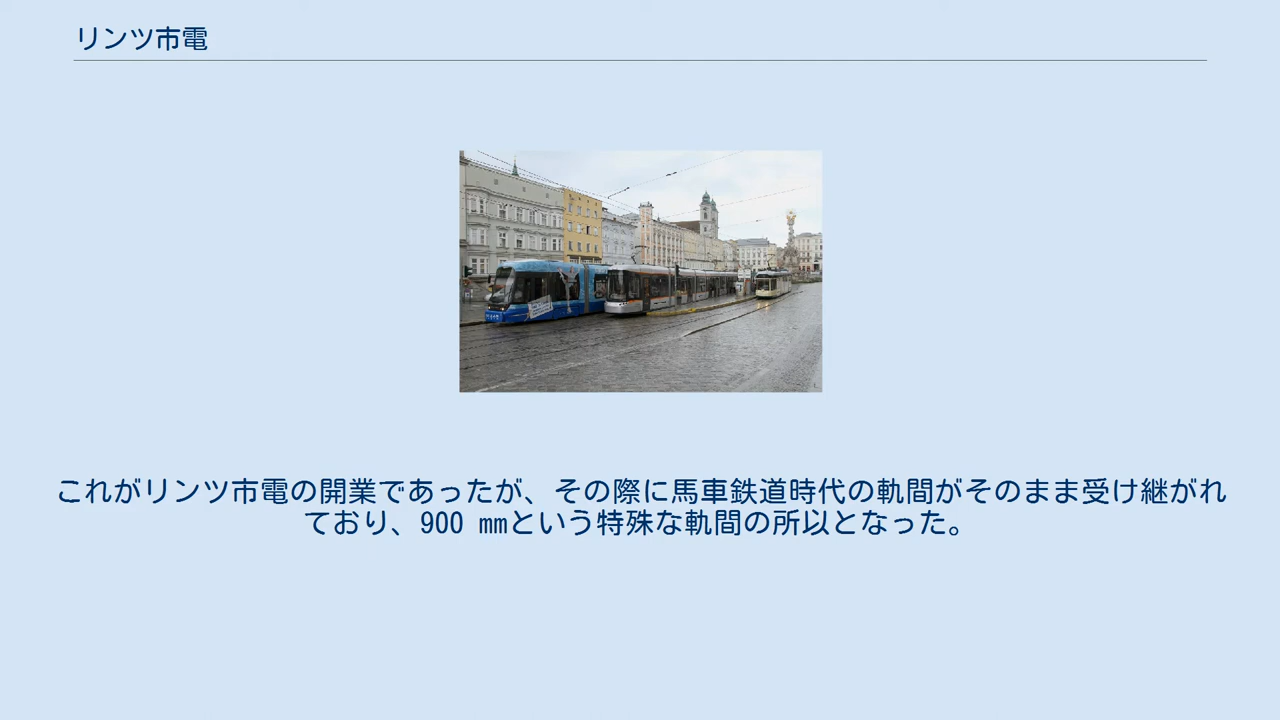 リンツ市電
これがリンツ市電の開業であったが、その際に馬車鉄道時代の軌間がそのまま受け継がれ
ており、900 mmという特殊な軌間の所以となった。